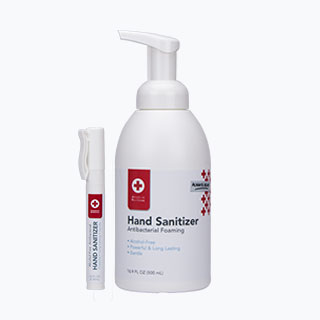 Hand Sanitizer
Antibacterial Foaming
• Alcohol-Free
• Powerful & Long Lasting
• Gentle
16.9 FL OZ (500 mL)
HAND SANITIZER